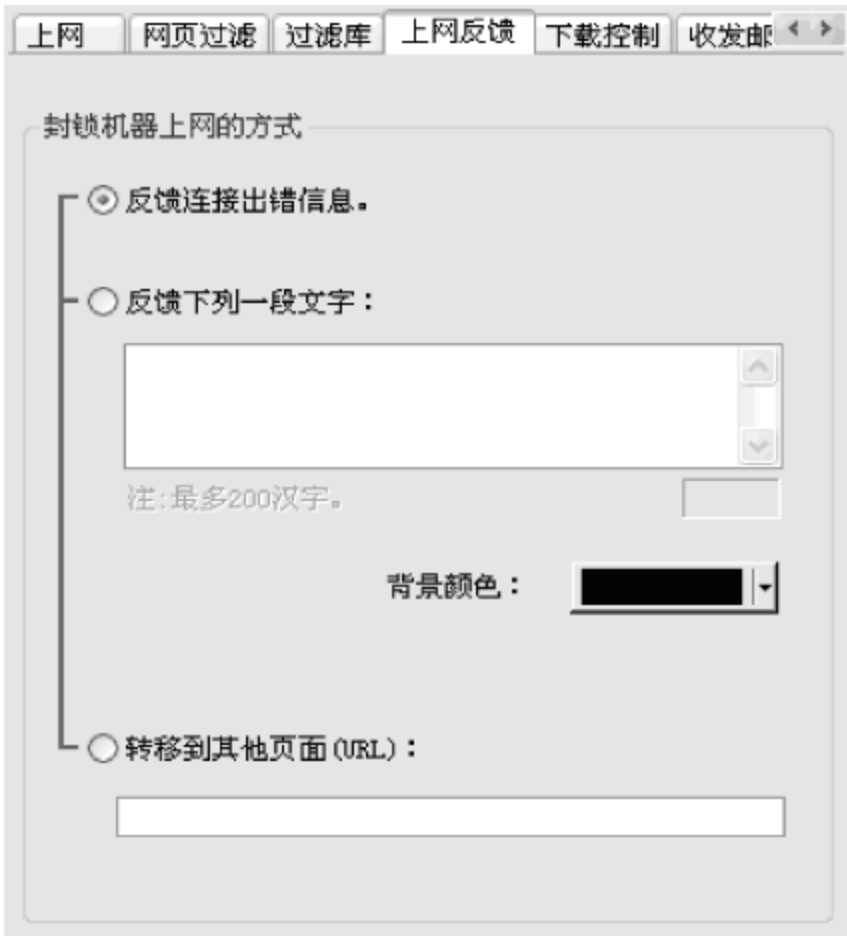 上网 网页过滤 过滤库 上网反馈 下载控制 收发邮
封锁机器上网的方式
反馈连接出错信息。
反馈下列一段文字：
注:最多200汉字。
背景颜色：
转移到其他页面(URL)：